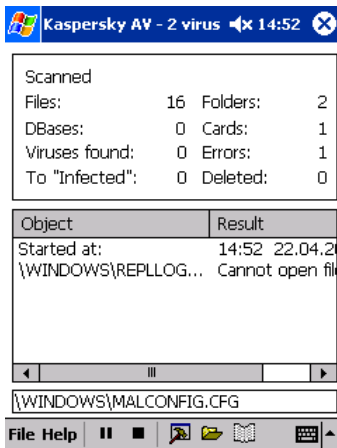 Kaspersky AV - 2 virus 14:52
Scanned
Files: 16 Folders: 2
DBases: 0 Cards: 1
Viruses found: 0 Errors: 1
To "Infected": 0 Deleted: 0
Object Result
Started at: 14:52 22.04.2
\WINDOWS\REPLLOG... Cannot open fil
\WINDOWS\MALCONFIG.CFG
File Help